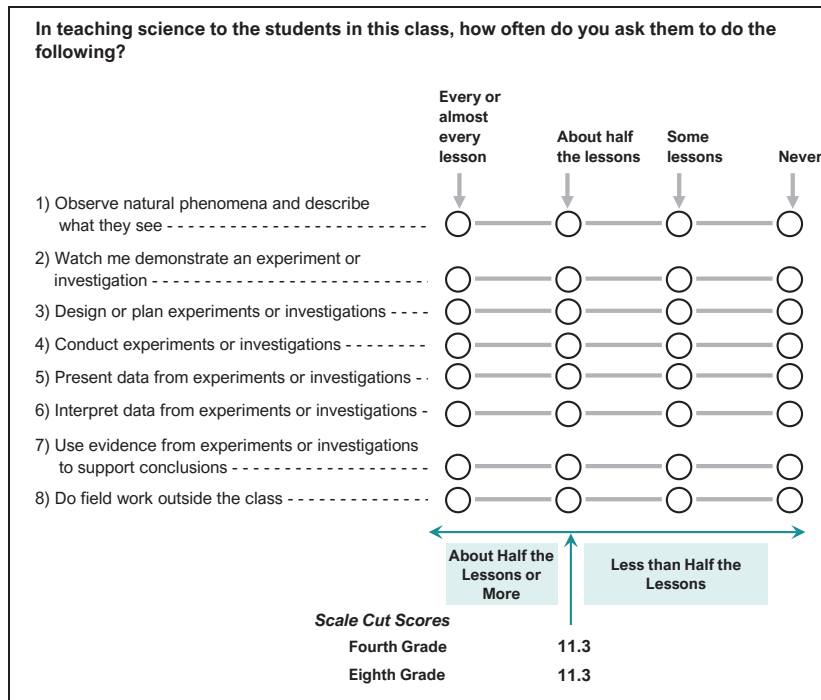 In teaching science to the students in this class, how often do you ask them to do the
following?
Every or
almost
every
lesson
About half
the lessons
Some
lessons
Never
1) Observe natural phenomena and describe
what they see - - - - - - - - - - - - - - - - - - - - - - - - - -
2) Watch me demonstrate an experiment or
investigation - - - - - - - - - - - - - - - - - - - - - - - - - - - -
3) Design or plan experiments or investigations - - - -
4) Conduct experiments or investigations - - - - - - - - -
5) Present data from experiments or investigations - -
6) Interpret data from experiments or investigations -
7) Use evidence from experiments or investigations
to support conclusions - - - - - - - - - - - - - - - - - - - -
8) Do field work outside the class - - - - - - - - - - - - - - -
About Half the
Lessons or
More
Less than Half the
Lessons
Scale Cut Scores
Fourth Grade 11.3
Eighth Grade 11.3